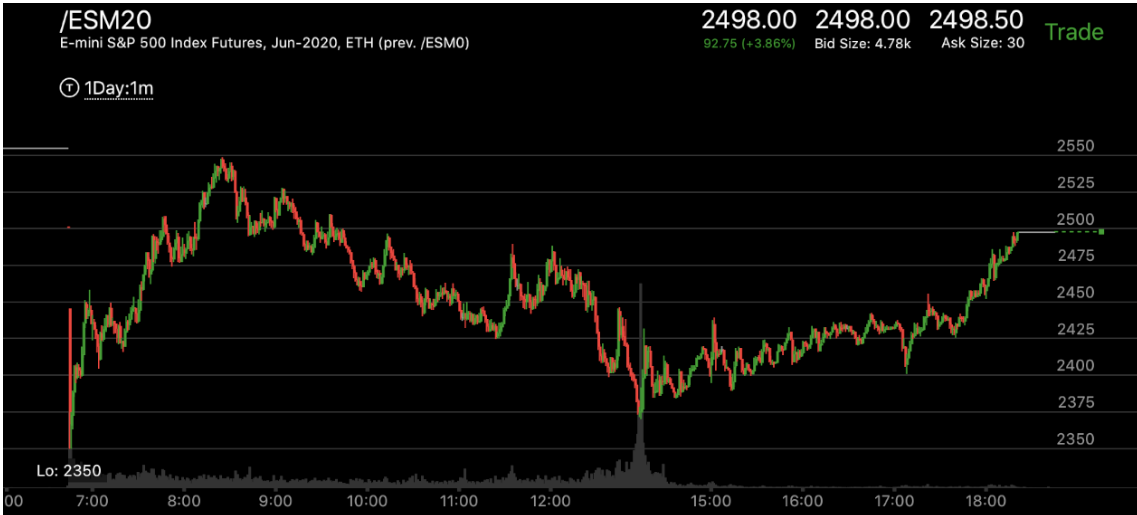 /ESM20
E-mini S&P 500 Index Futures, Jun-2020, ETH (prev. /ESM0)
2498.00 2498.00 2498.50
92.75 (+3.86%) Bid Size: 4.78k Ask Size: 30
Trade
T 1Day:1m
2550
2525
2500
2475
2450
2425
2400
2375
2350
Lo: 2350
:00 7:00 8:00 9:00 10:00 11:00 12:00 15:00 16:00 17:00 18:00